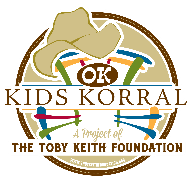 OK
KIDS KORRAL
A Project of
THE TOBY KEITH FOUNDATION